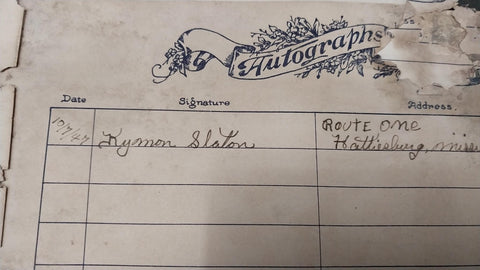 Autographs
Date Signature Address.
10/7/47 Kymon Slaton Route One
Hattiesburg, Miss